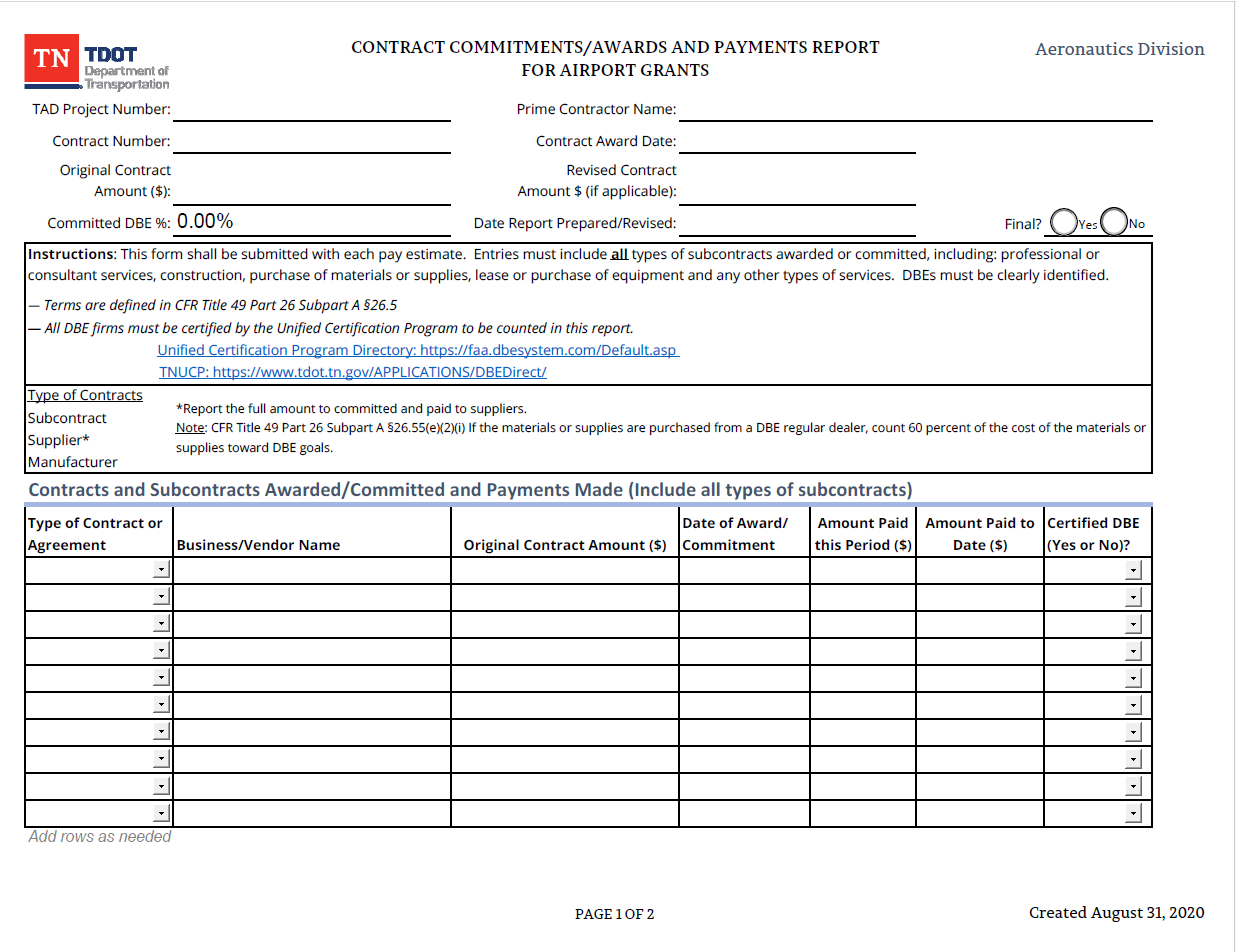 TN
TDOT
Department of
Transportation
CONTRACT COMMITMENTS/AWARDS AND PAYMENTS REPORT
FOR AIRPORT GRANTS
Aeronautics Division
TAD Project Number:
Prime Contractor Name:
Contract Number:
Contract Award Date:
Original Contract
Amount ($):
Revised Contract
Amount $ (if applicable):
Committed DBE %: 0.00%
Date Report Prepared/Revised:
Final? Yes No
Instructions: This form shall be submitted with each pay estimate. Entries must include all types of subcontracts awarded or committed, including: professional or
consultant services, construction, purchase of materials or supplies, lease or purchase of equipment and any other types of services. DBEs must be clearly identified.
— Terms are defined in CFR Title 49 Part 26 Subpart A §26.5
— All DBE firms must be certified by the Unified Certification Program to be counted in this report.
Unified Certification Program Directory: https://faa.dbesystem.com/Default.asp
TNUCP: https://www.tdot.tn.gov/APPLICATIONS/DBEDirect/
Type of Contracts
Subcontract
Supplier*
Manufacturer
*Report the full amount to committed and paid to suppliers.
Note: CFR Title 49 Part 26 Subpart A §26.55(e)(2)(i) If the materials or supplies are purchased from a DBE regular dealer, count 60 percent of the cost of the materials or
supplies toward DBE goals.
Contracts and Subcontracts Awarded/Committed and Payments Made (Include all types of subcontracts)
Type of Contract or
Agreement
Business/Vendor Name
Original Contract Amount ($)
Date of Award/
Commitment
Amount Paid
this Period ($)
Amount Paid to
Date ($)
Certified DBE
(Yes or No)?
Add rows as needed
PAGE 1 OF 2
Created August 31, 2020